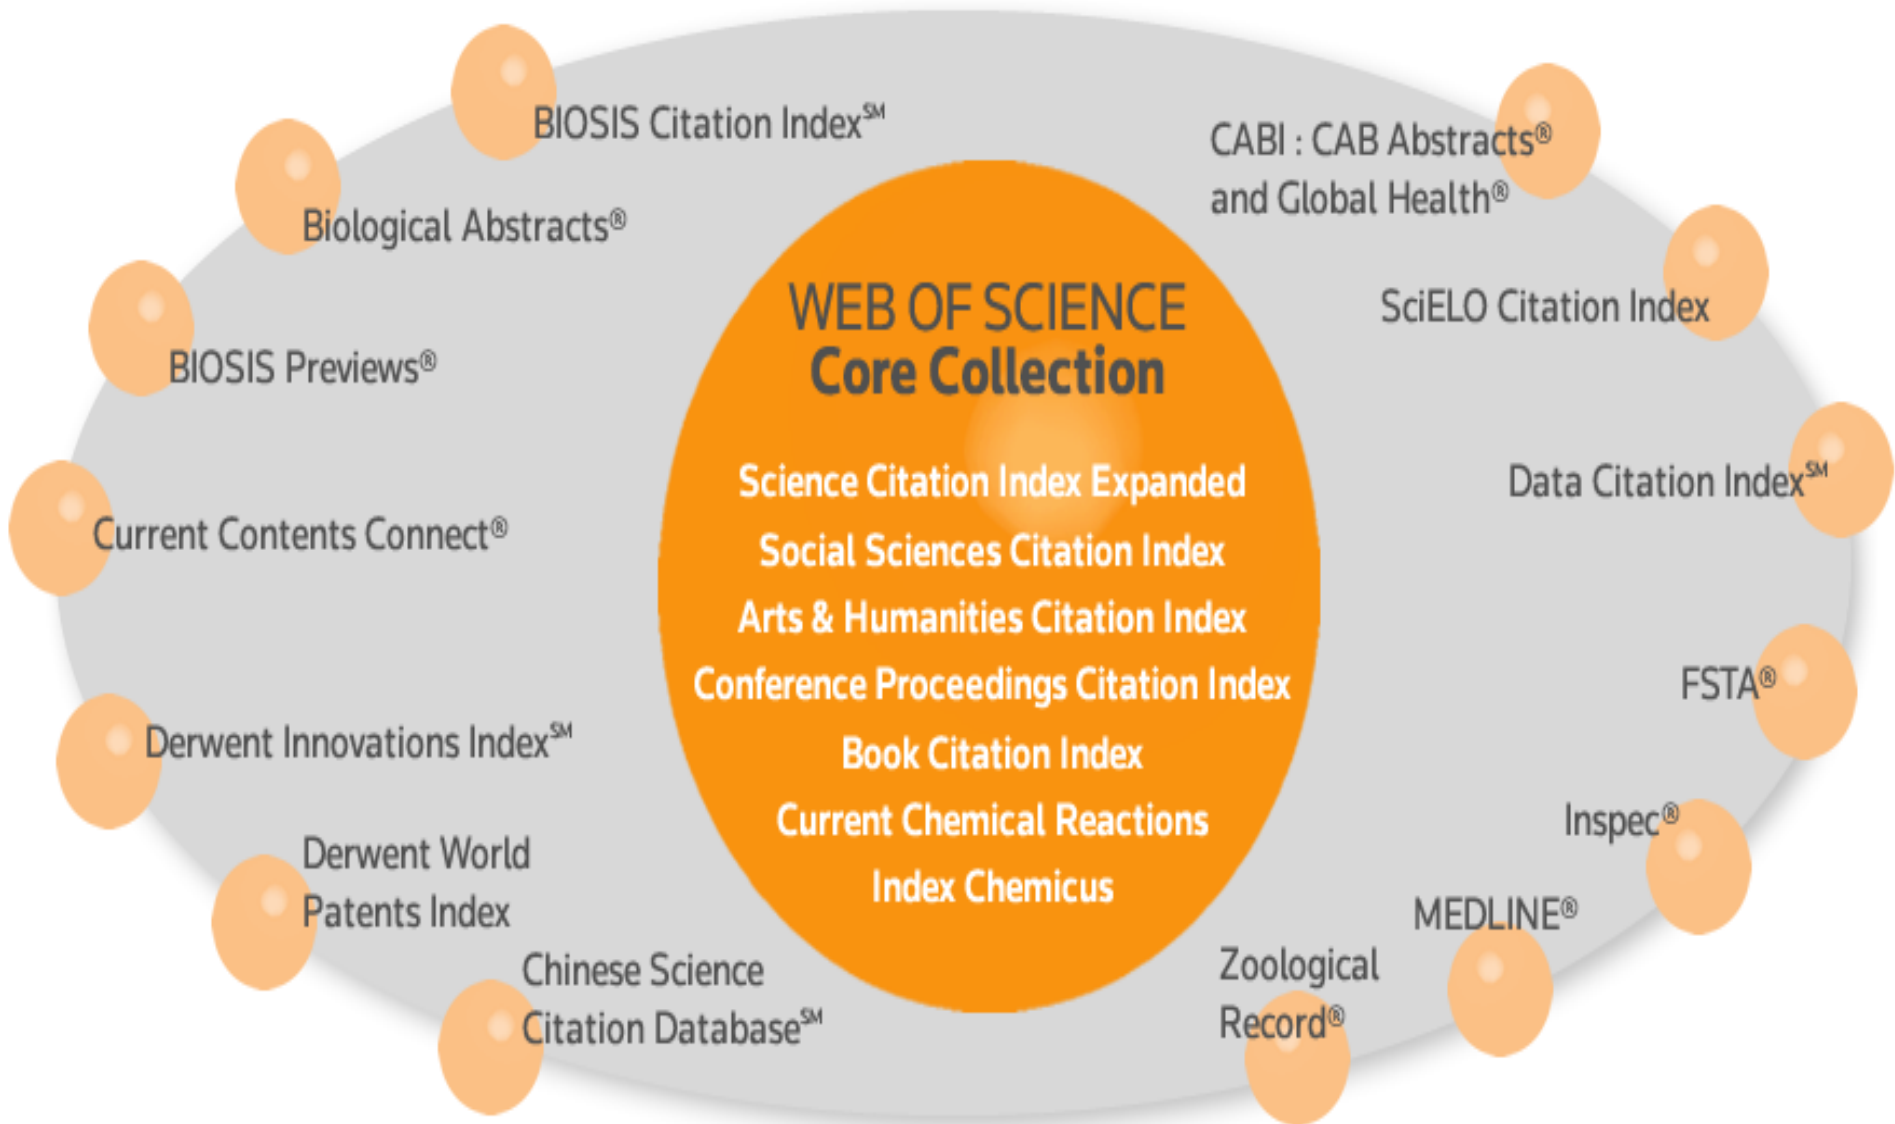 BIOSIS Citation Index℠
Biological Abstracts®
BIOSIS Previews®
Current Contents Connect®
Derwent Innovations Index℠
Derwent World
Patents Index
Chinese Science
Citation Database℠
WEB OF SCIENCE
Core Collection
Science Citation Index Expanded
Social Sciences Citation Index
Arts & Humanities Citation Index
Conference Proceedings Citation Index
Book Citation Index
Current Chemical Reactions
Index Chemicus
CABI : CAB Abstracts®
and Global Health®
SciELO Citation Index
Data Citation Index℠
FSTA®
Inspec®
MEDLINE®
Zoological
Record®